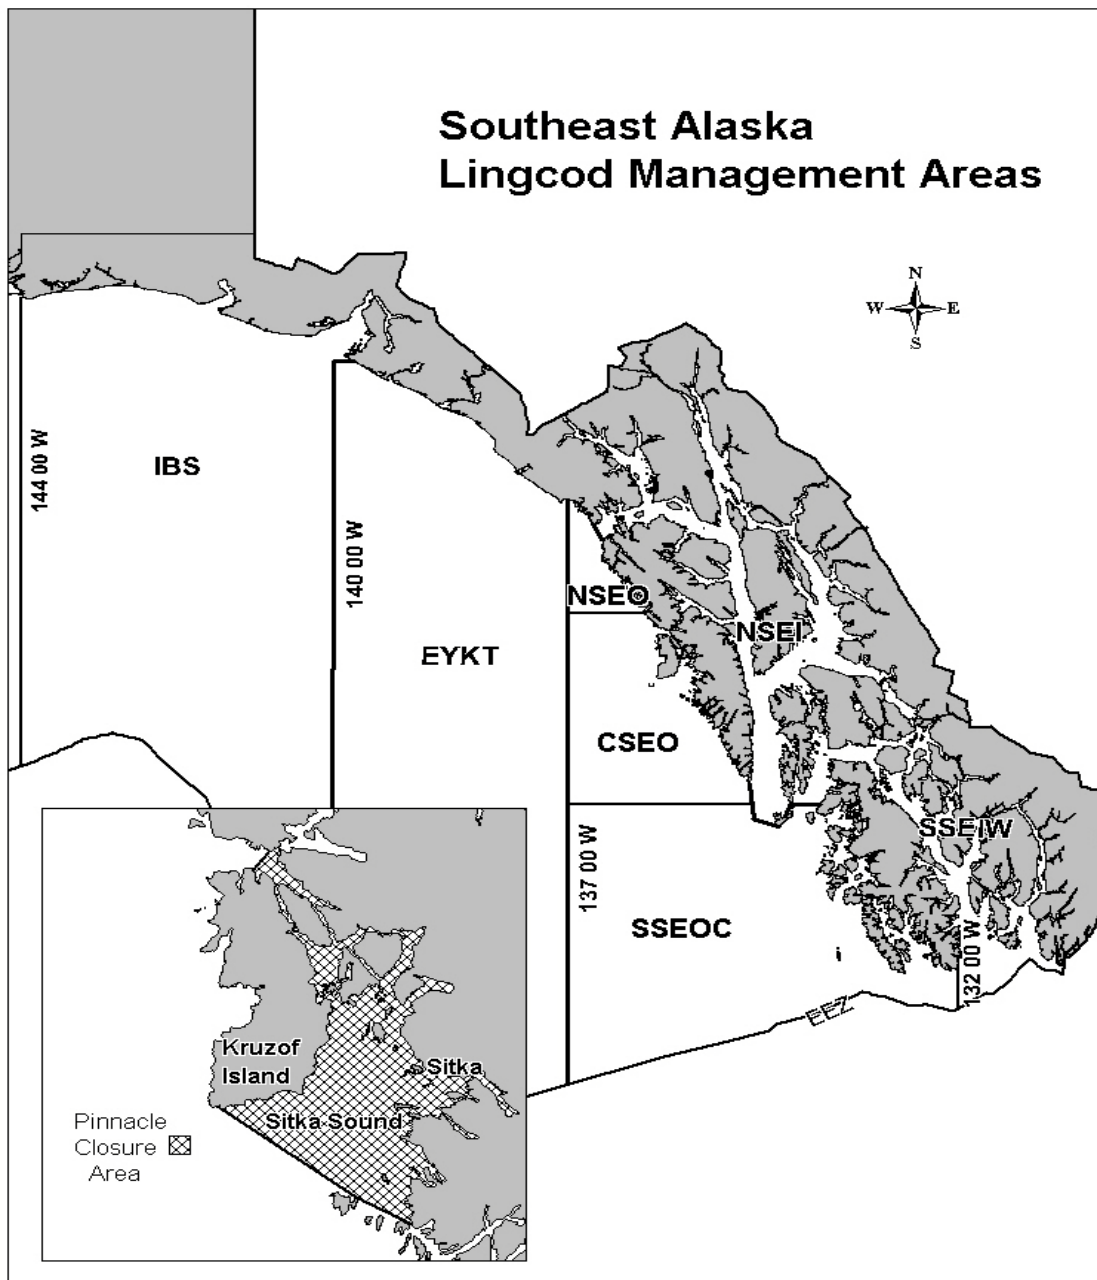 Southeast Alaska
Lingcod Management Areas
N
W E
S
144 00 W
IBS
140 00 W
EYKT
NSEO
NSEI
CSEO
137 00 W
SSEIW
SSEOC
132 00 W
EEZ
Kruzof
Island
Sitka
Sitka Sound
Pinnacle
Closure
Area